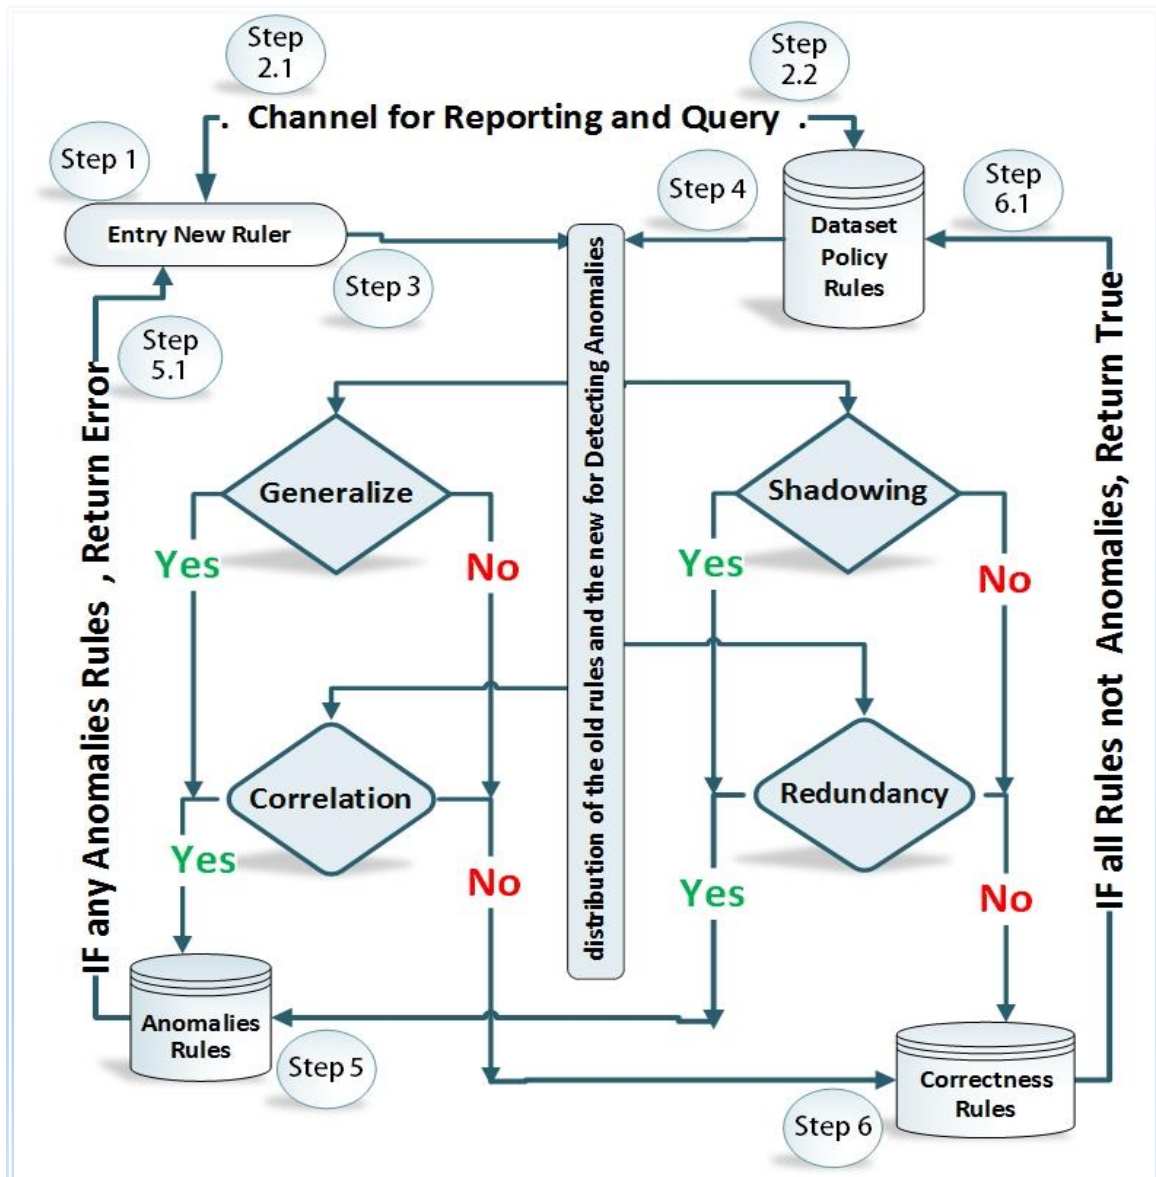 Step
2.1
Step
2.2
. Channel for Reporting and Query .
Step 1
Step 4
Step
6.1
Entry New Ruler
Dataset
Policy
Rules
Step 3
Step
5.1
IF any Anomalies Rules , Return Error
distribution of the old rules and the new for Detecting Anomalies
IF all Rules not Anomalies, Return True
Generalize
Shadowing
Yes
No
Yes
No
Correlation
Redundancy
Yes
No
Yes
No
Anomalies
Rules
Step 5
Correctness
Rules
Step 6